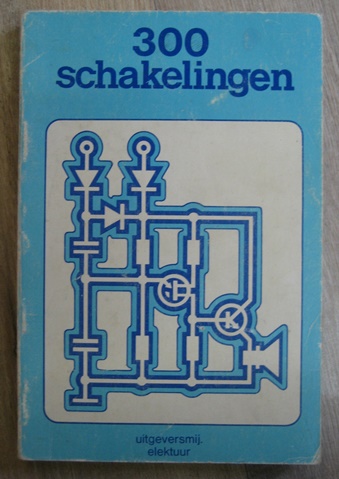 300
schakelingen
uitgeversmij.
elektuur